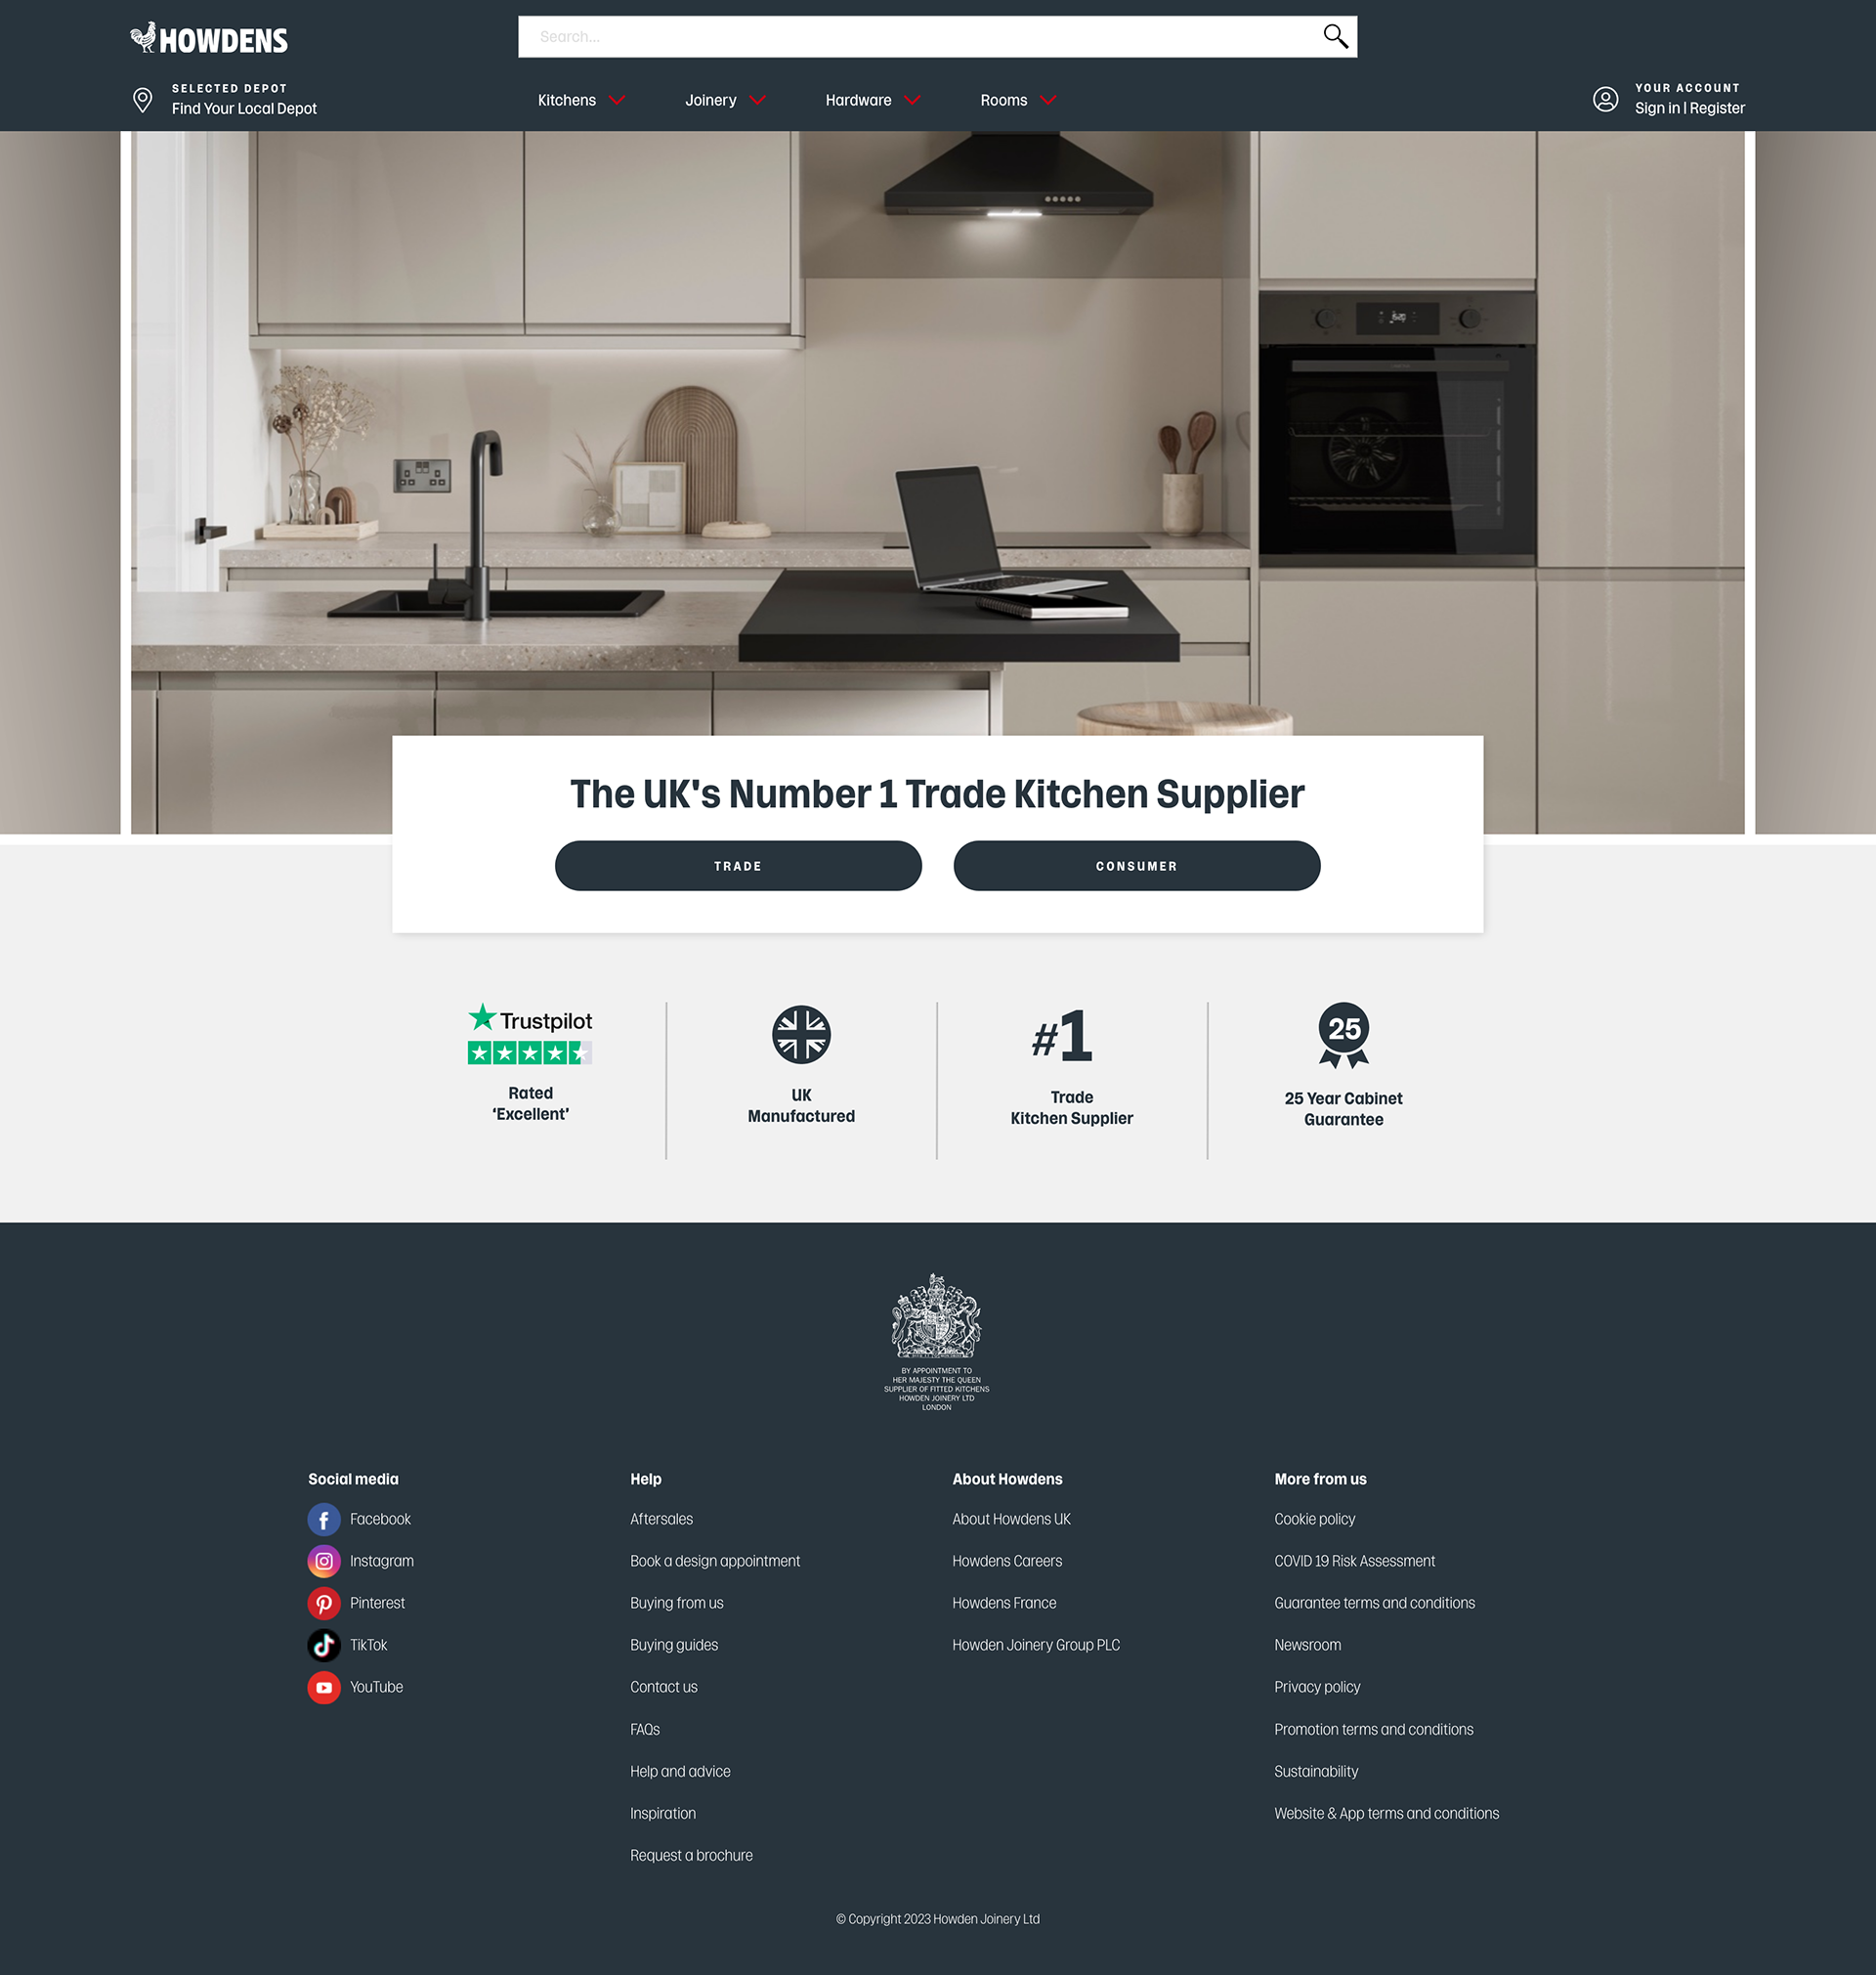 HOWDENS
Search...
SELECTED DEPOT
Find Your Local Depot
Kitchens
Joinery
Hardware
Rooms
YOUR ACCOUNT
Sign in | Register
The UK's Number 1 Trade Kitchen Supplier
TRADE
CONSUMER
Trustpilot
Rated
‘Excellent’
UK
Manufactured
#1
Trade
Kitchen Supplier
25
25 Year Cabinet
Guarantee
BY APPOINTMENT TO
HER MAJESTY THE QUEEN
SUPPLIER OF FITTED KITCHENS
HOWDEN JOINERY LTD
LONDON
Social media
Facebook
Instagram
Pinterest
TikTok
YouTube
Help
Aftersales
Book a design appointment
Buying from us
Buying guides
Contact us
FAQs
Help and advice
Inspiration
Request a brochure
About Howdens
About Howdens UK
Howdens Careers
Howdens France
Howden Joinery Group PLC
More from us
Cookie policy
COVID 19 Risk Assessment
Guarantee terms and conditions
Newsroom
Privacy policy
Promotion terms and conditions
Sustainability
Website & App terms and conditions
© Copyright 2023 Howden Joinery Ltd